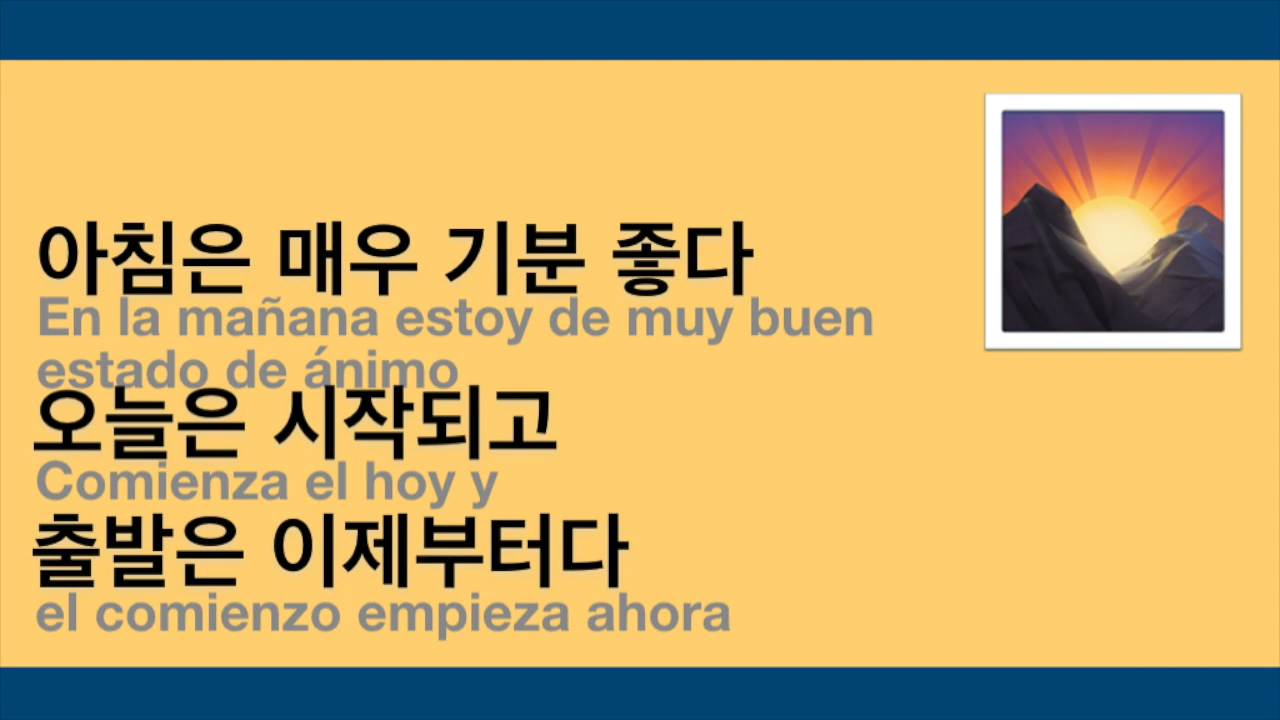 아침은 매우 기분 좋다
En la mañana estoy de muy buen
estado de ánimo
오늘은 시작되고
Comienza el hoy y
출발은 이제부터다
el comienzo empieza ahora